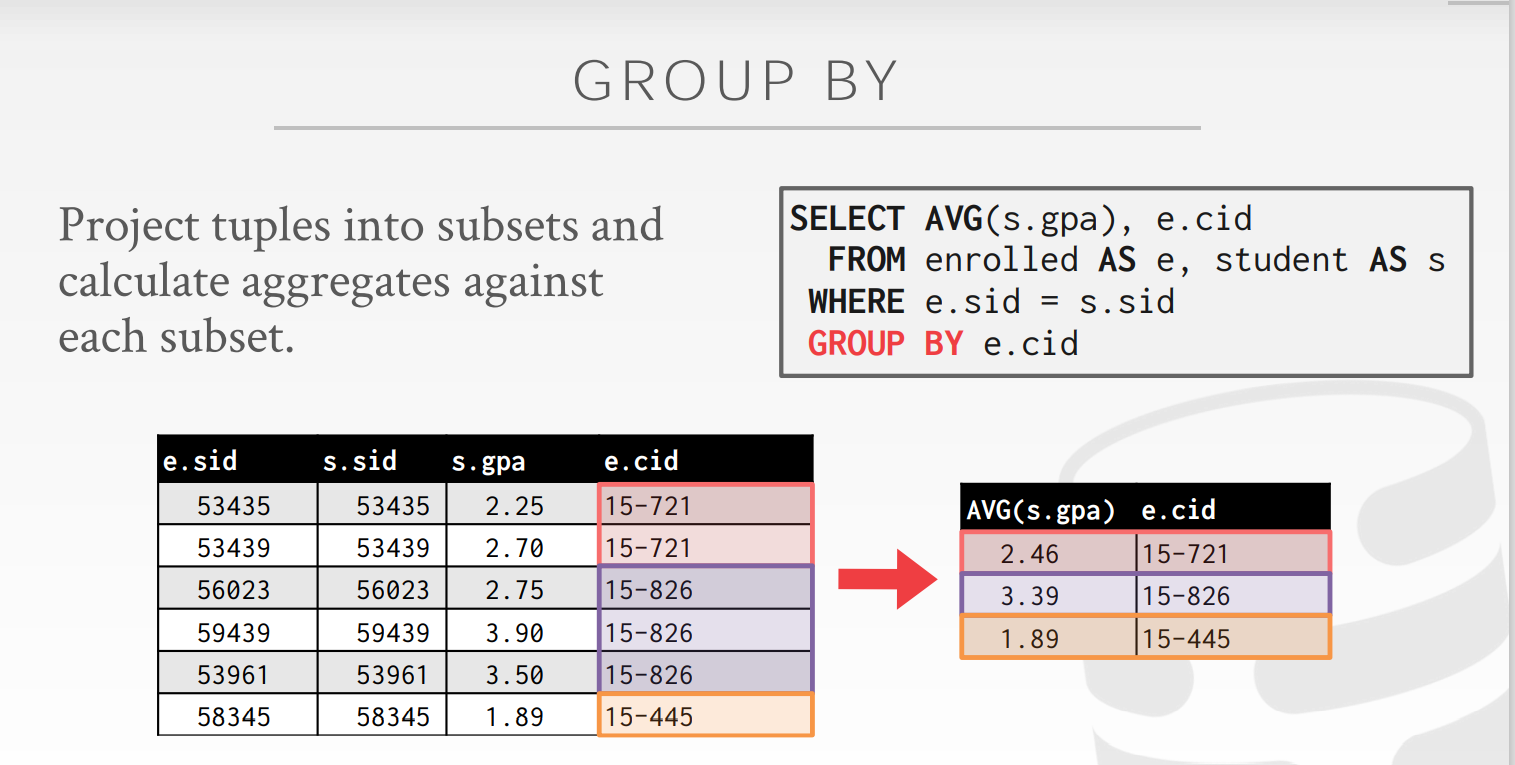 GROUP BY
Project tuples into subsets and
calculate aggregates against
each subset.
SELECT AVG(s.gpa), e.cid
FROM enrolled AS e, student AS s
WHERE e.sid = s.sid
GROUP BY e.cid
e.sid s.sid s.gpa e.cid
53435 53435 2.25 15-721
53439 53439 2.70 15-721
56023 56023 2.75 15-826
59439 59439 3.90 15-826
53961 53961 3.50 15-826
58345 58345 1.89 15-445
AVG(s.gpa) e.cid
2.46 15-721
3.39 15-826
1.89 15-445